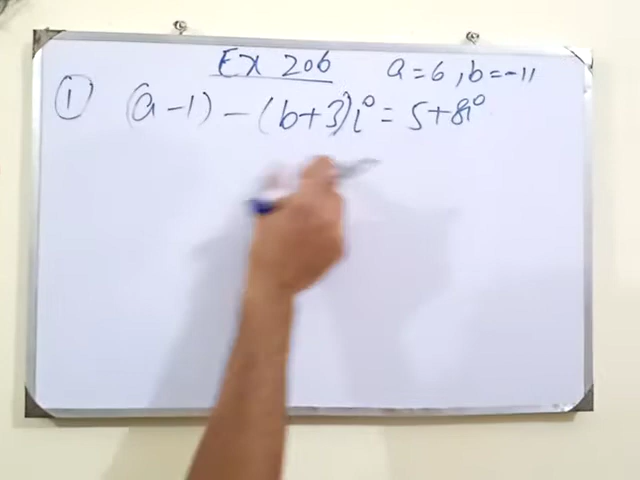 Ex 206 a=6, b=-11
① (a-1) - (b+3)i = 5+8i